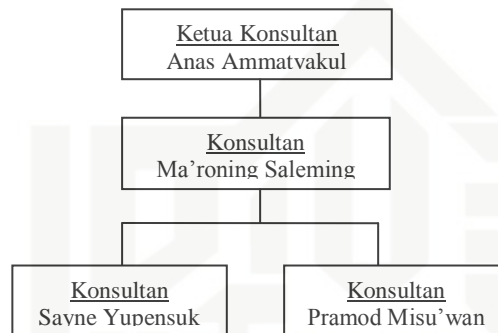 Ketua Konsultan
Anas Ammatvakul
Konsultan
Ma’roning Saleming
Konsultan
Sayne Yupensuk
Konsultan
Pramod Misu’wan